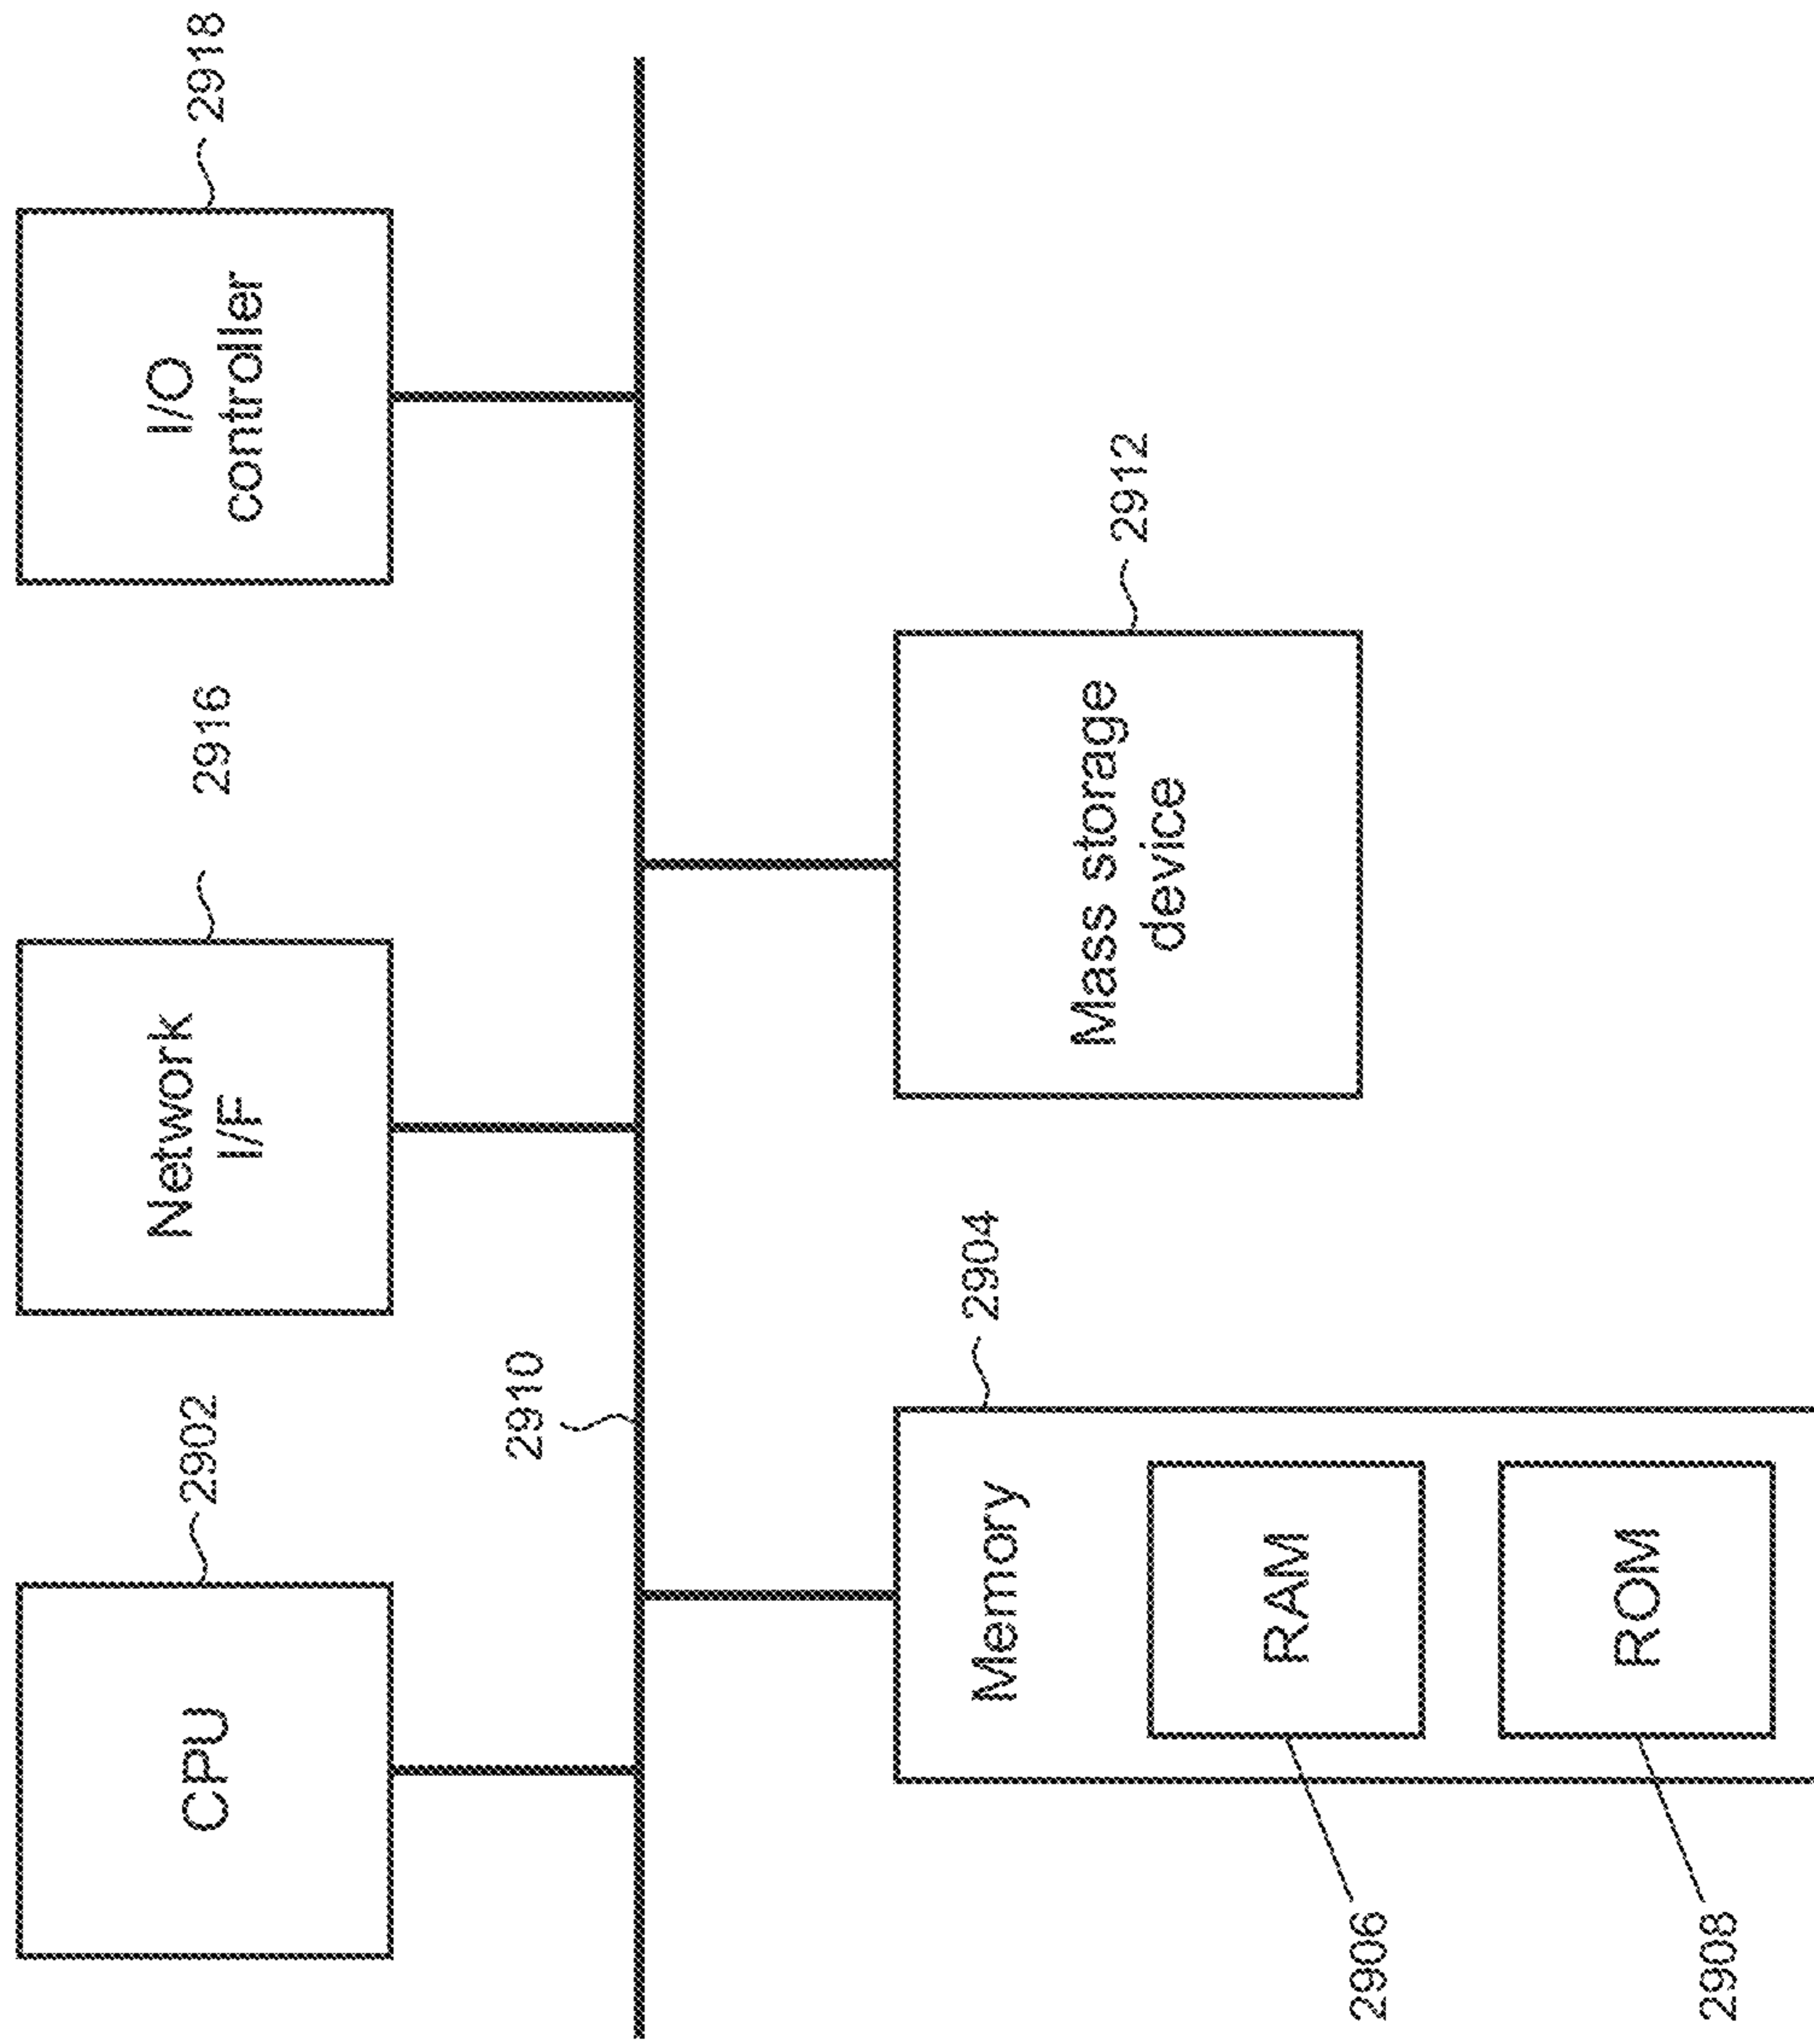 CPU
2902
Network
I/F
2916
I/O
controller
2918
2910
Memory
2904
RAM
2906
ROM
2908
Mass storage
device
2912